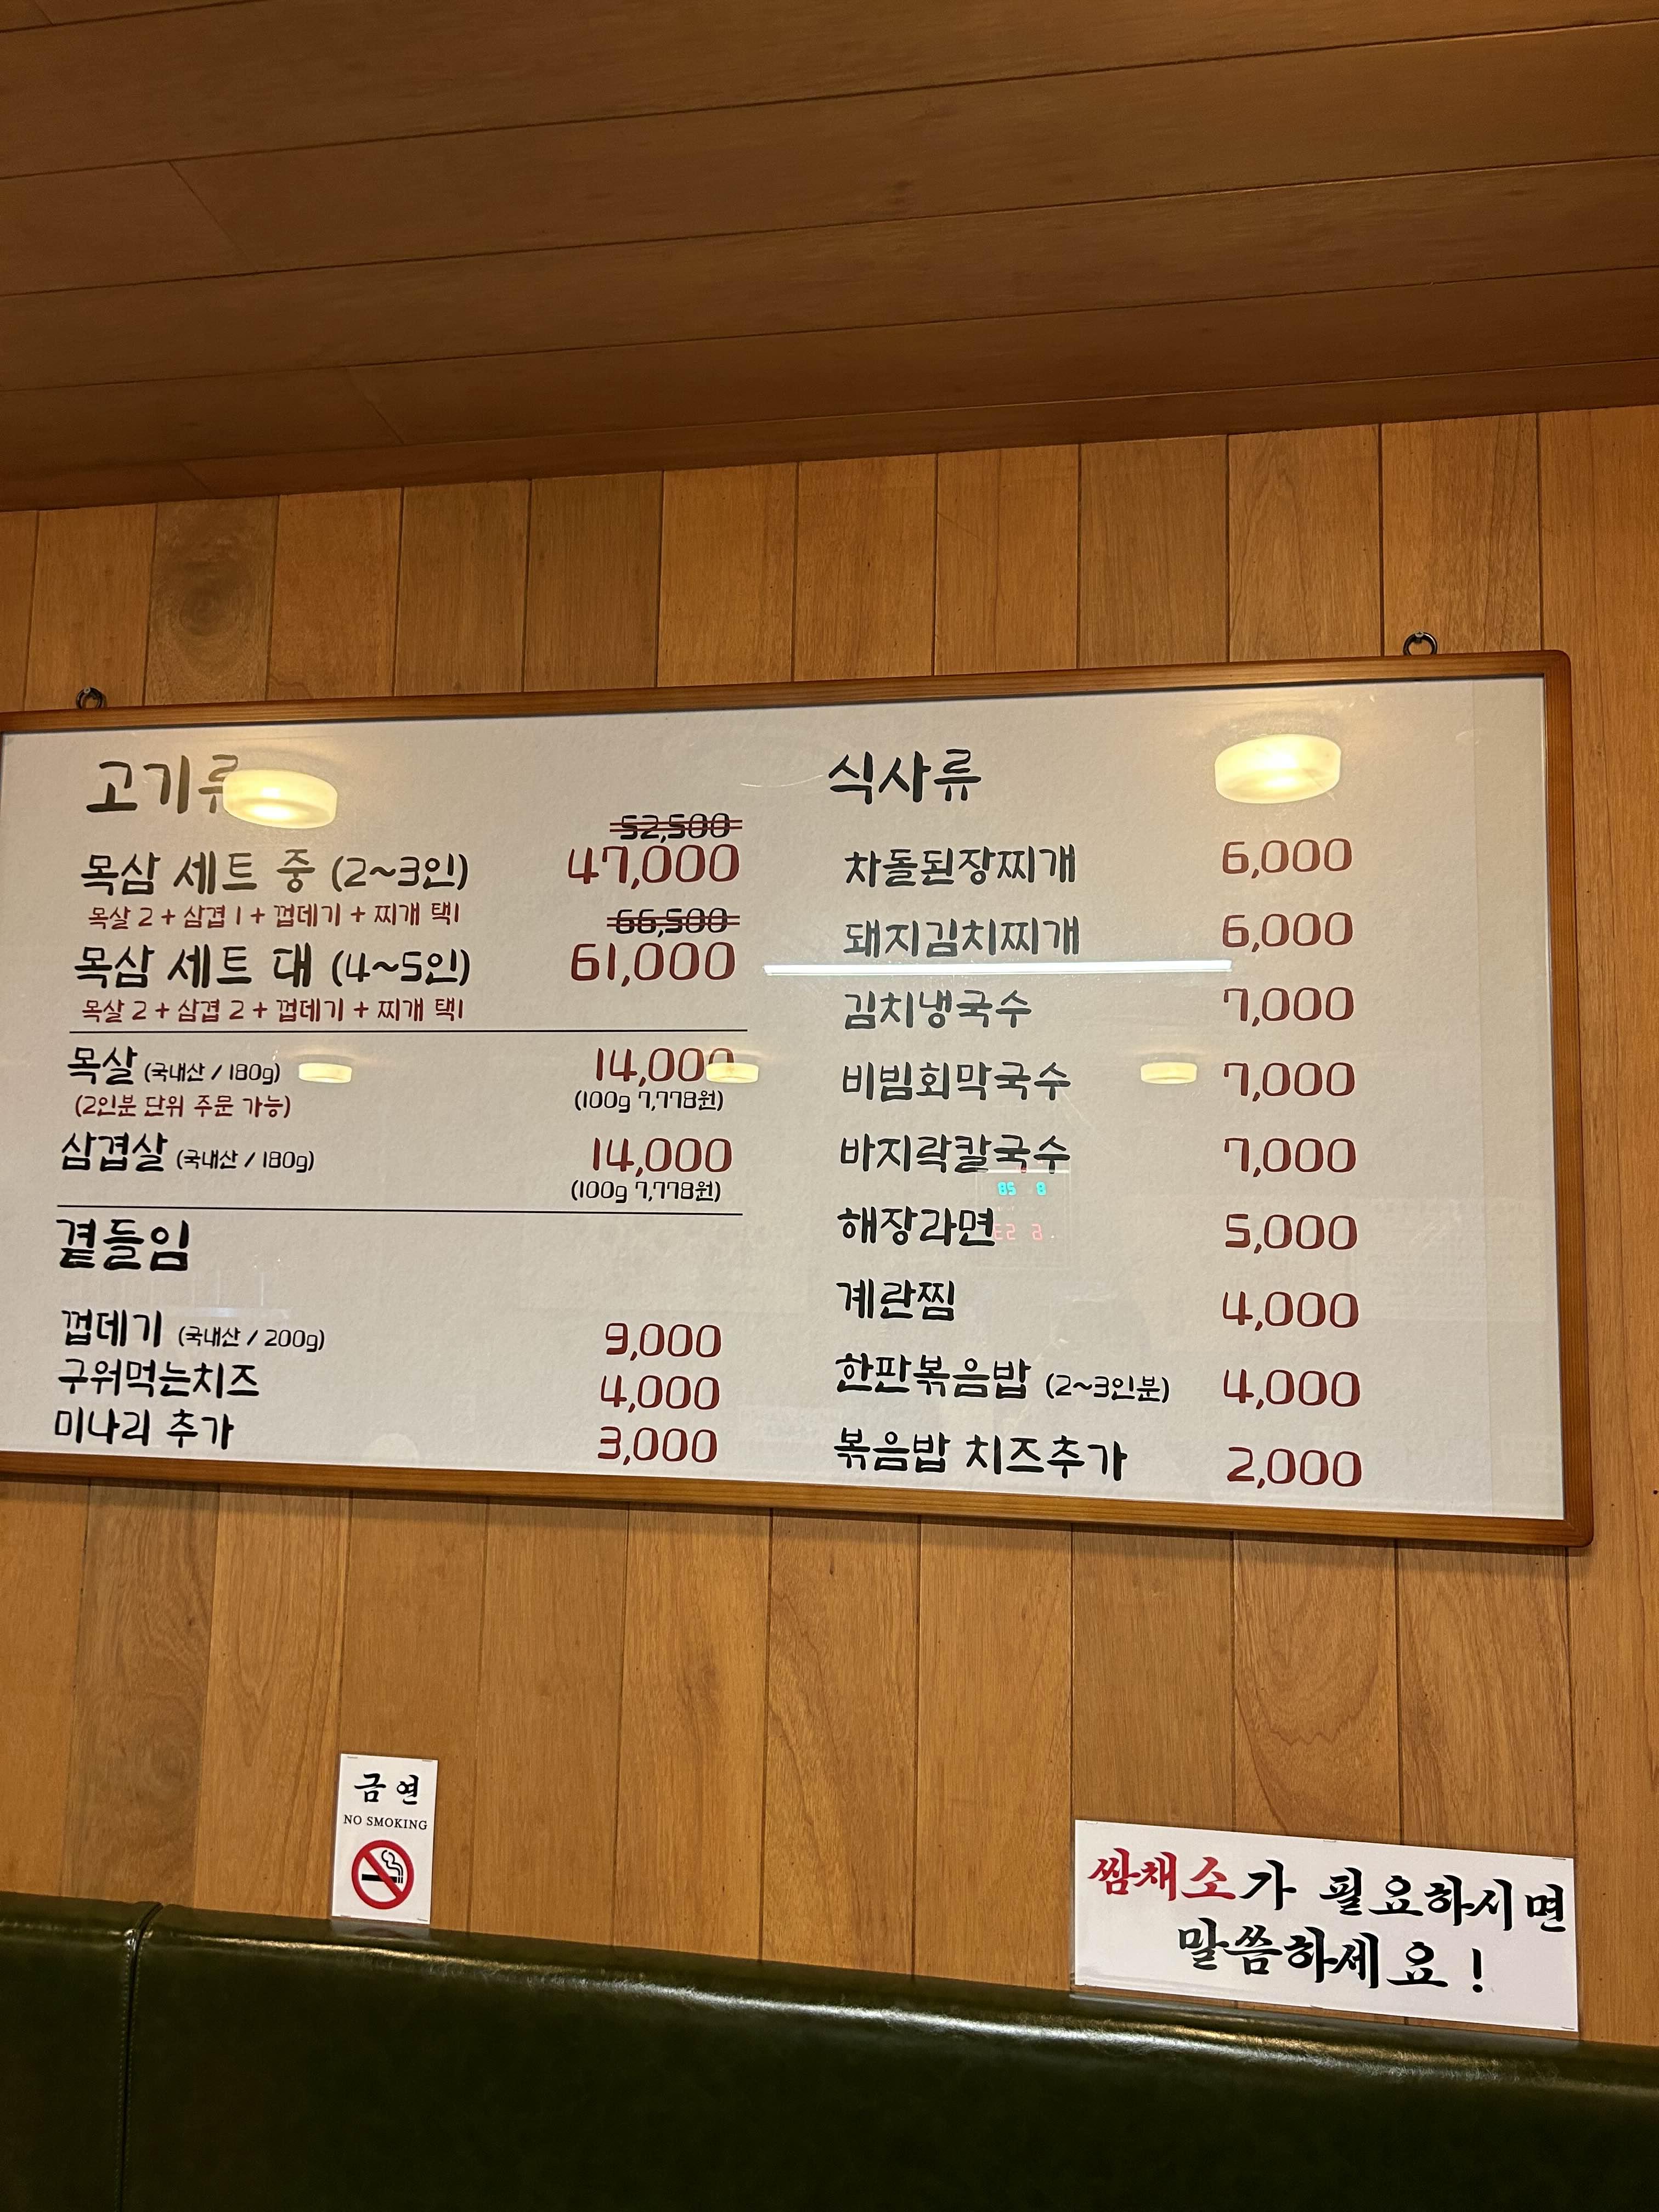 고기류
목삼 세트 중 (2~3인) 52,500 47,000
목살 2 + 삼겹 1 + 껍데기 + 찌개 택1
목삼 세트 대 (4~5인) 66,500 61,000
목살 2 + 삼겹 2 + 껍데기 + 찌개 택1
목살 (국내산 / 180g) 14,000
(2인분 단위 주문 가능) (100g 7,778원)
삼겹살 (국내산 / 180g) 14,000
(100g 7,778원)
곁들임
껍데기 (국내산 / 200g) 9,000
구워먹는치즈 4,000
미나리 추가 3,000
식사류
차돌된장찌개 6,000
돼지김치찌개 6,000
김치냉국수 7,000
비빔회막국수 7,000
바지락칼국수 7,000
해장라면 5,000
계란찜 4,000
한판볶음밥 (2~3인분) 4,000
볶음밥 치즈추가 2,000
금연
NO SMOKING
쌈채소가 필요하시면
말씀하세요!